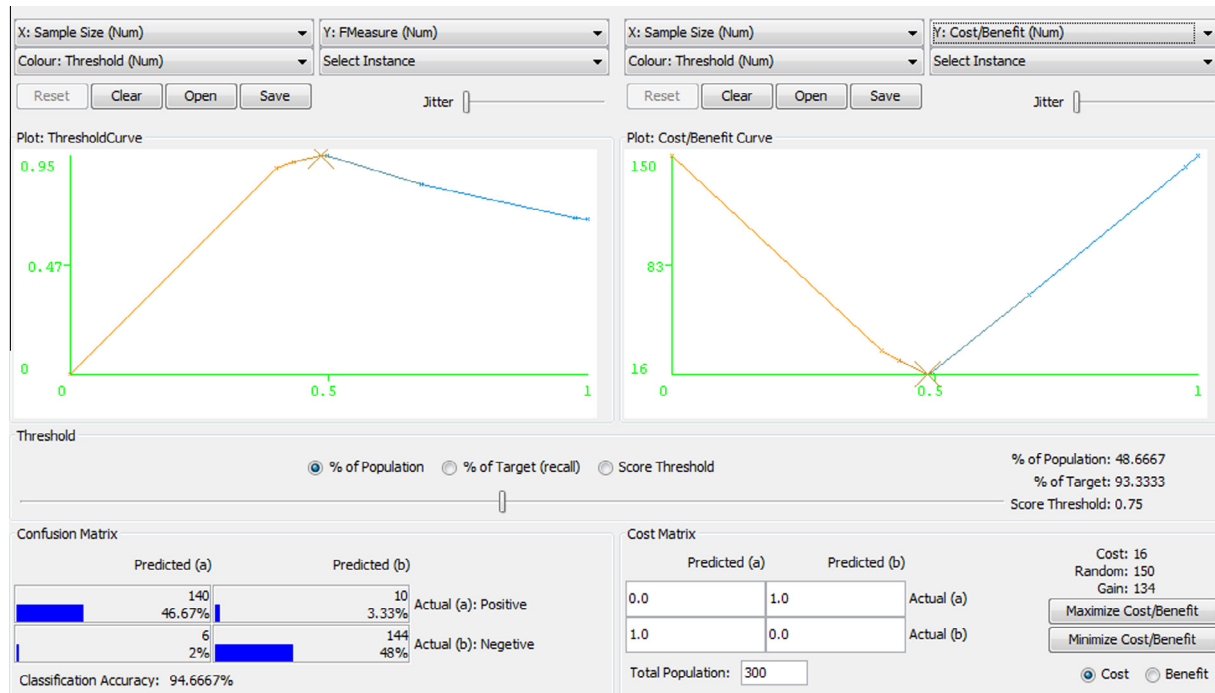 X: Sample Size (Num)
Y: FMeasure (Num)
Colour: Threshold (Num)
Select Instance
Reset
Clear
Open
Save
Jitter
Plot: ThresholdCurve
0.95
0.47
0
0
0.5
1
X: Sample Size (Num)
Y: Cost/Benefit (Num)
Colour: Threshold (Num)
Select Instance
Reset
Clear
Open
Save
Jitter
Plot: Cost/Benefit Curve
150
83
16
0
0.5
1
Threshold
% of Population
% of Target (recall)
Score Threshold
% of Population: 48.6667
% of Target: 93.3333
Score Threshold: 0.75
Confusion Matrix
Predicted (a)
Predicted (b)
140
46.67%
10
3.33%
Actual (a): Positive
6
2%
144
48%
Actual (b): Negetive
Classification Accuracy: 94.6667%
Cost Matrix
Predicted (a)
Predicted (b)
0.0
1.0
Actual (a)
1.0
0.0
Actual (b)
Total Population:
300
Cost: 16
Random: 150
Gain: 134
Maximize Cost/Benefit
Minimize Cost/Benefit
Cost
Benefit